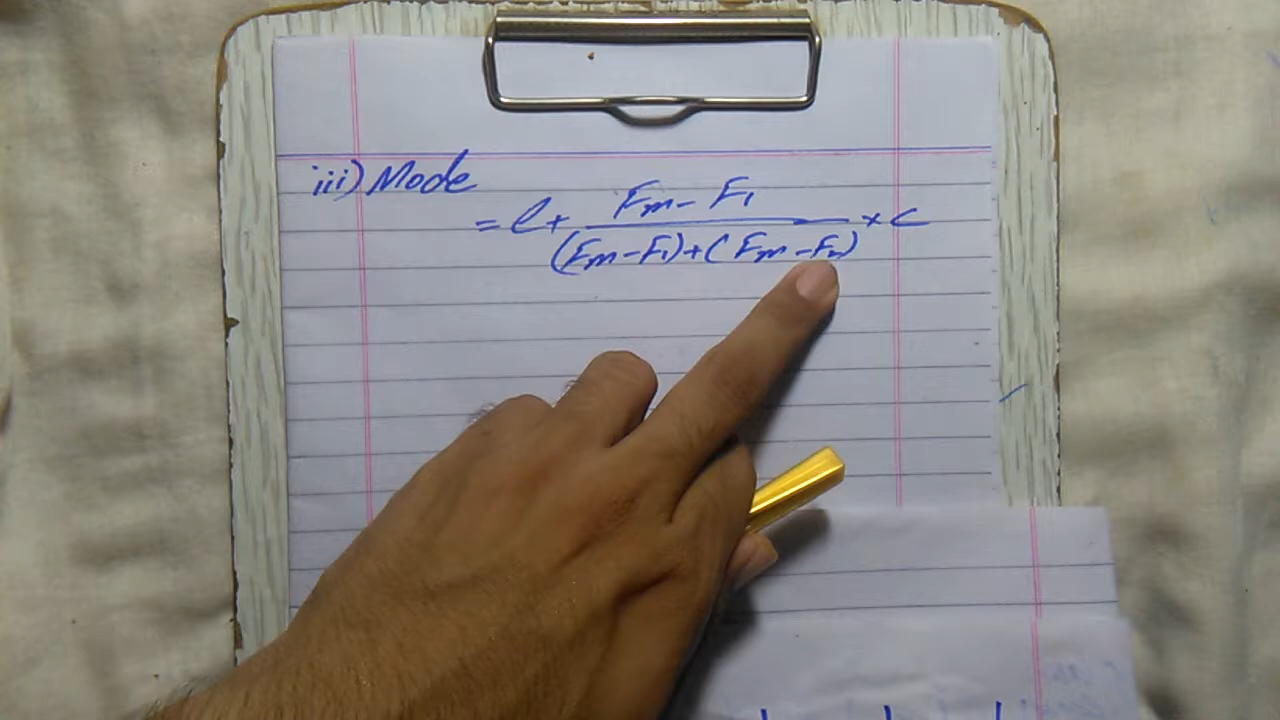 iii) Mode
= l + Fm - F1 / (Fm - F1) + (Fm - F2) × c